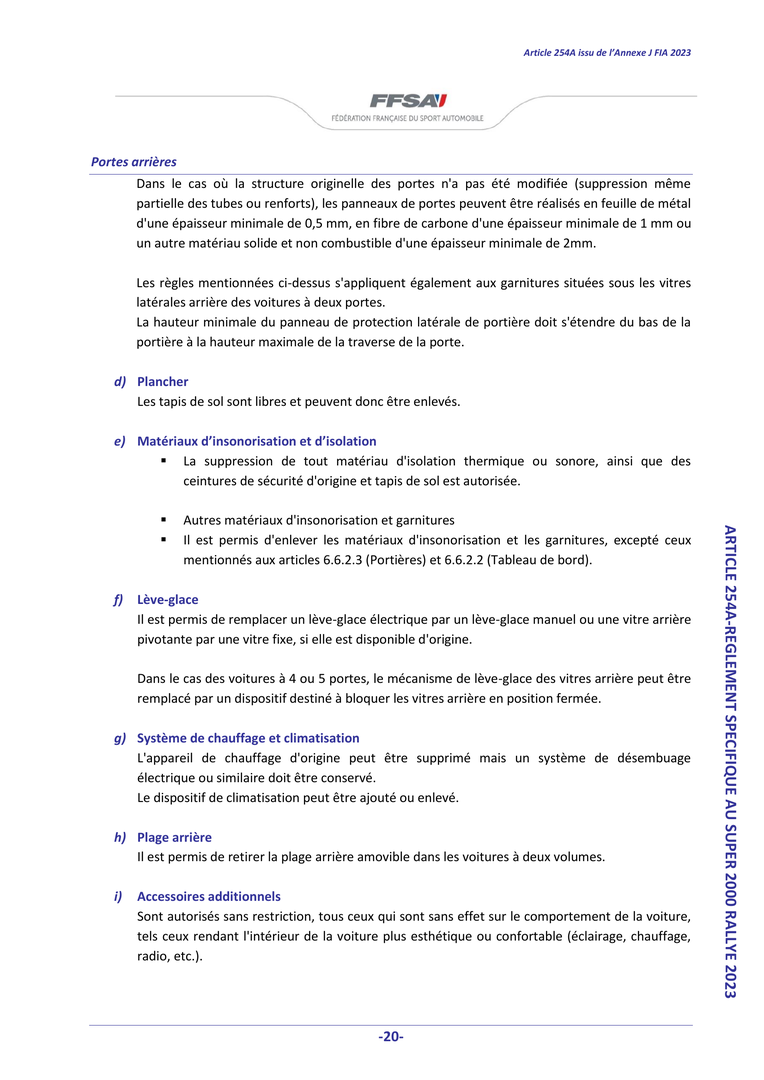 Article 254A issu de l'Annexe J FIA 2023
FFSA
FÉDÉRATION FRANÇAISE DU SPORT AUTOMOBILE
Portes arrières
Dans le cas où la structure originelle des portes n'a pas été modifiée (suppression même
partielle des tubes ou renforts), les panneaux de portes peuvent être réalisés en feuille de métal
d'une épaisseur minimale de 0,5 mm, en fibre de carbone d'une épaisseur minimale de 1 mm ou
un autre matériau solide et non combustible d'une épaisseur minimale de 2mm.
Les règles mentionnées ci-dessus s'appliquent également aux garnitures situées sous les vitres
latérales arrière des voitures à deux portes.
La hauteur minimale du panneau de protection latérale de portière doit s'étendre du bas de la
portière à la hauteur maximale de la traverse de la porte.
d) Plancher
Les tapis de sol sont libres et peuvent donc être enlevés.
e) Matériaux d’insonorisation et d’isolation
▪ La suppression de tout matériau d'isolation thermique ou sonore, ainsi que des
ceintures de sécurité d'origine et tapis de sol est autorisée.
▪ Autres matériaux d'insonorisation et garnitures
▪ Il est permis d'enlever les matériaux d'insonorisation et les garnitures, excepté ceux
mentionnés aux articles 6.6.2.3 (Portières) et 6.6.2.2 (Tableau de bord).
f) Lève-glace
Il est permis de remplacer un lève-glace électrique par un lève-glace manuel ou une vitre arrière
pivotante par une vitre fixe, si elle est disponible d'origine.
Dans le cas des voitures à 4 ou 5 portes, le mécanisme de lève-glace des vitres arrière peut être
remplacé par un dispositif destiné à bloquer les vitres arrière en position fermée.
g) Système de chauffage et climatisation
L'appareil de chauffage d'origine peut être supprimé mais un système de désembuage
électrique ou similaire doit être conservé.
Le dispositif de climatisation peut être ajouté ou enlevé.
h) Plage arrière
Il est permis de retirer la plage arrière amovible dans les voitures à deux volumes.
i) Accessoires additionnels
Sont autorisés sans restriction, tous ceux qui sont sans effet sur le comportement de la voiture,
tels ceux rendant l'intérieur de la voiture plus esthétique ou confortable (éclairage, chauffage,
radio, etc.).
ARTICLE 254A-REGLEMENT SPECIFIQUE AU SUPER 2000 RALLYE 2023
-20-